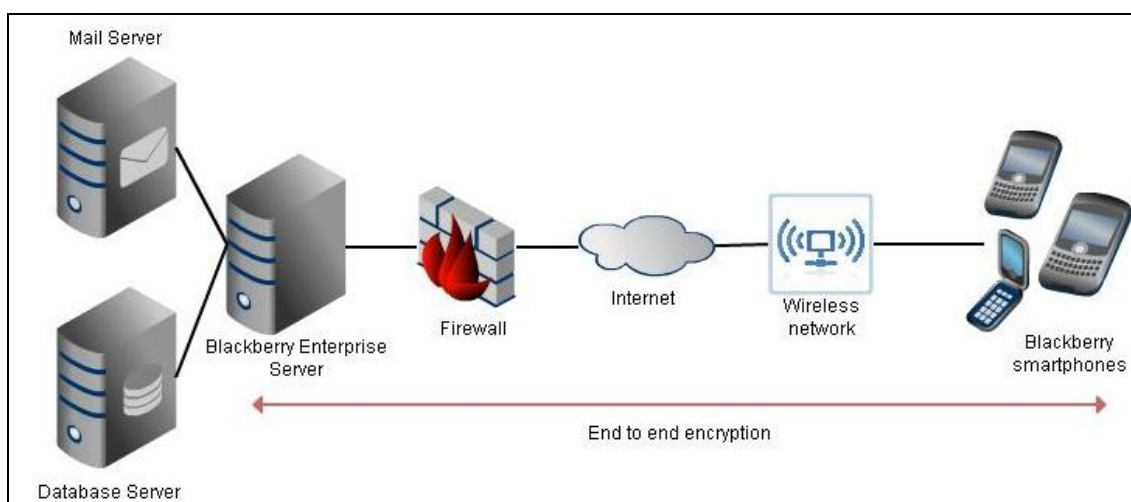 Mail Server
Blackberry Enterprise
Server
Database Server
Firewall
Internet
Wireless
network
Blackberry
smartphones
End to end encryption